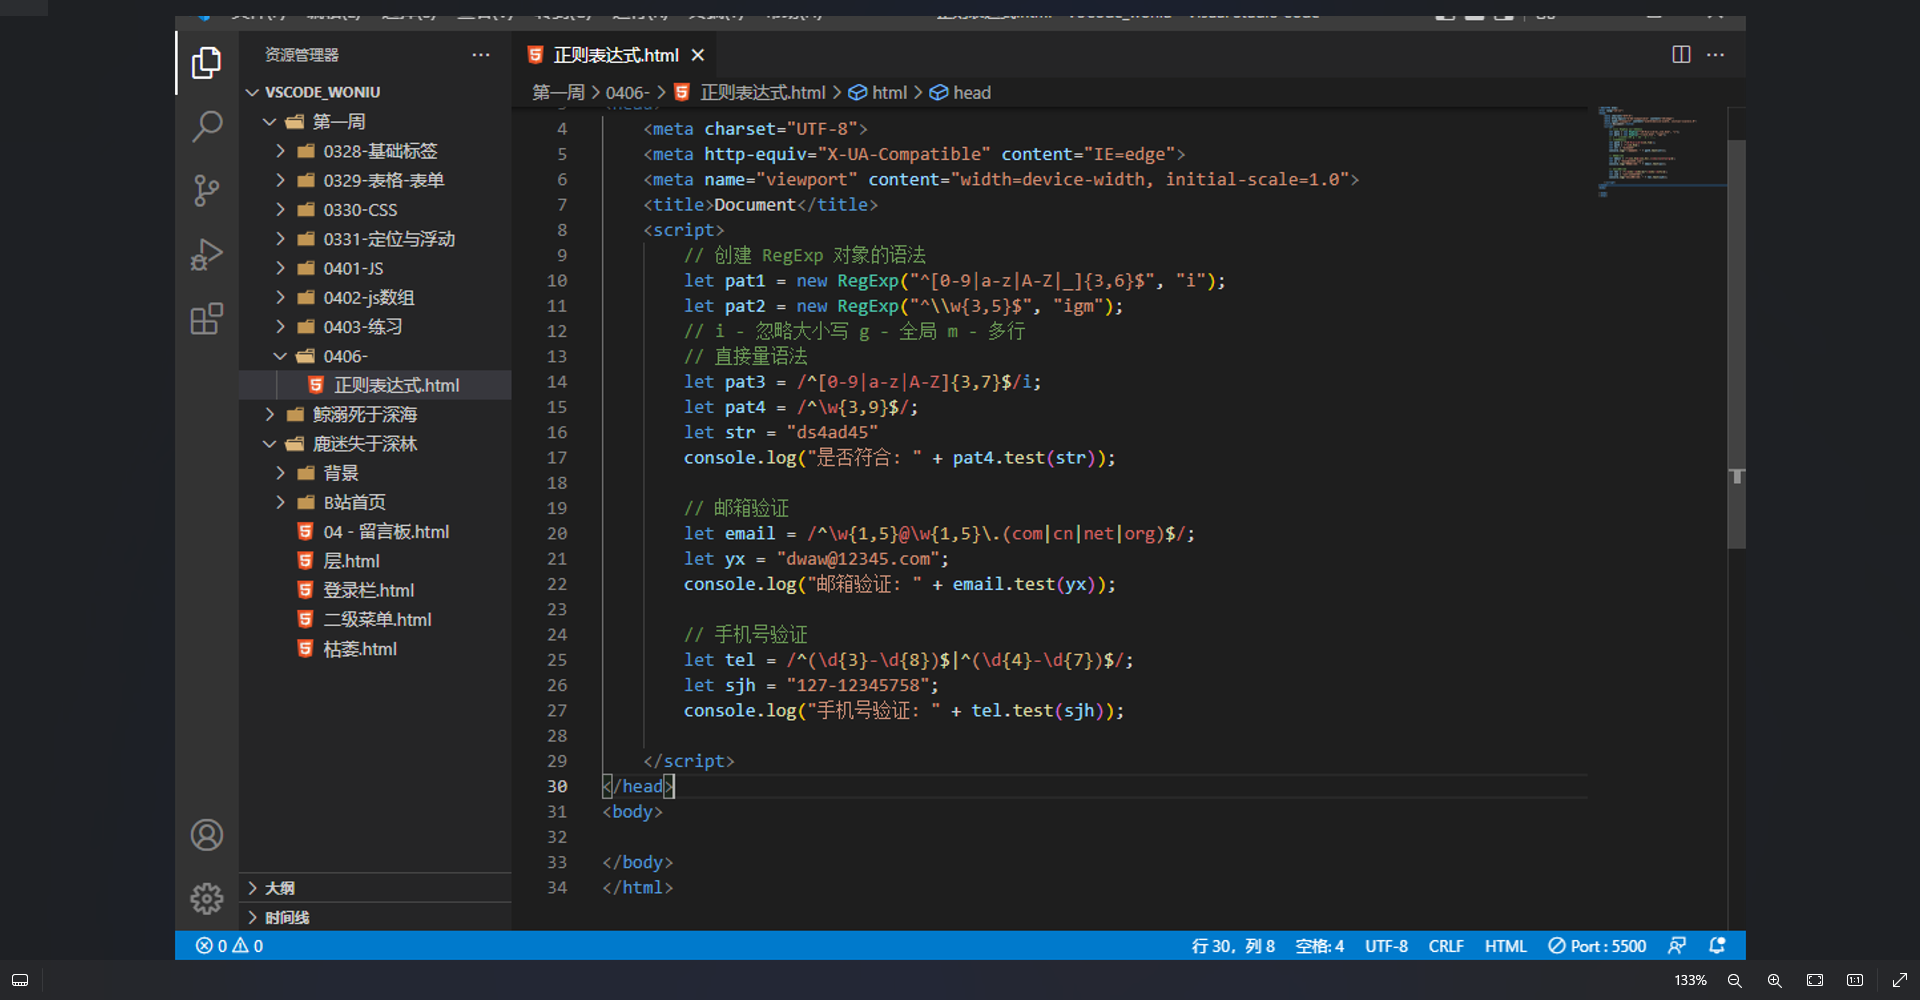 资源管理器
VSCODE_WONIU
第一周
0328-基础标签
0329-表格-表单
0330-CSS
0331-定位与浮动
0401-JS
0402-js数组
0403-练习
0406-
正则表达式.html
鲸溺死于深海
鹿迷失于深林
背景
B站首页
04 - 留言板.html
层.html
登录栏.html
二级菜单.html
枯萎.html
大纲
时间线
正则表达式.html
第一周 > 0406- > 正则表达式.html > html > head
4 <meta charset="UTF-8">
5 <meta http-equiv="X-UA-Compatible" content="IE=edge">
6 <meta name="viewport" content="width=device-width, initial-scale=1.0">
7 <title>Document</title>
8 <script>
9 // 创建 RegExp 对象的语法
10 let pat1 = new RegExp("^[0-9|a-z|A-Z|_]{3,6}$", "i");
11 let pat2 = new RegExp("^\\w{3,5}$", "igm");
12 // i - 忽略大小写 g - 全局 m - 多行
13 // 直接量语法
14 let pat3 = /^[0-9|a-z|A-Z]{3,7}$/i;
15 let pat4 = /^\w{3,9}$/;
16 let str = "ds4ad45"
17 console.log("是否符合: " + pat4.test(str));
18
19 // 邮箱验证
20 let email = /^\w{1,5}@\w{1,5}\.(com|cn|net|org)$/;
21 let yx = "dwaw@12345.com";
22 console.log("邮箱验证: " + email.test(yx));
23
24 // 手机号验证
25 let tel = /^(\d{3}-\d{8})$|^(\d{4}-\d{7})$/;
26 let sjh = "127-12345758";
27 console.log("手机号验证: " + tel.test(sjh));
28
29 </script>
30 </head>
31 <body>
32
33 </body>
34 </html>
0 0
行 30, 列 8 空格: 4 UTF-8 CRLF HTML Port : 5500
133%